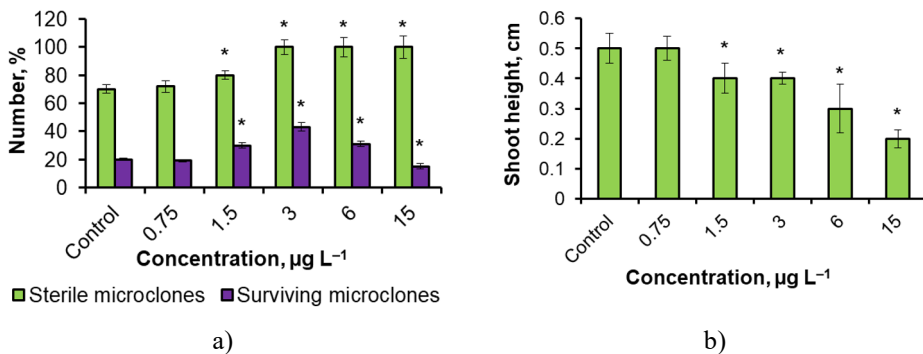 120
100
80
60
40
20
0
Number, %
* * * *
* * * *
Control 0.75 1.5 3 6 15
Concentration, µg L⁻¹
Sterile microclones Surviving microclones
a)
0.6
0.5
0.4
0.3
0.2
0.1
0
Shoot height, cm
* * * *
Control 0.75 1.5 3 6 15
Concentration, µg L⁻¹
b)